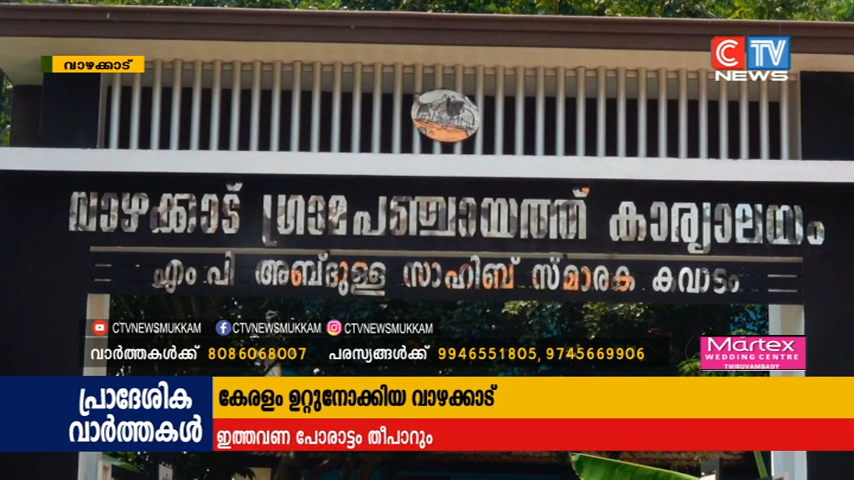 വാഴക്കാട്
CTV
NEWS
വാഴക്കാട് ഗ്രാമപഞ്ചായത്ത് കാര്യാലയം
എം പി അബ്ദുള്ള സാഹിബ് സ്മാരക കവാടം
CTVNEWSMUKKAM CTVNEWSMUKKAM CTVNEWSMUKKAM
വാർത്തകൾക്ക് 8086068007 പരസ്യങ്ങൾക്ക് 9946551805, 9745669906
Martex
WEDDING CENTRE
THIRUVAMBADY
പ്രാദേശിക
വാർത്തകൾ
കേരളം ഉറ്റുനോക്കിയ വാഴക്കാട്
ഇത്തവണ പോരാട്ടം തീപാറും